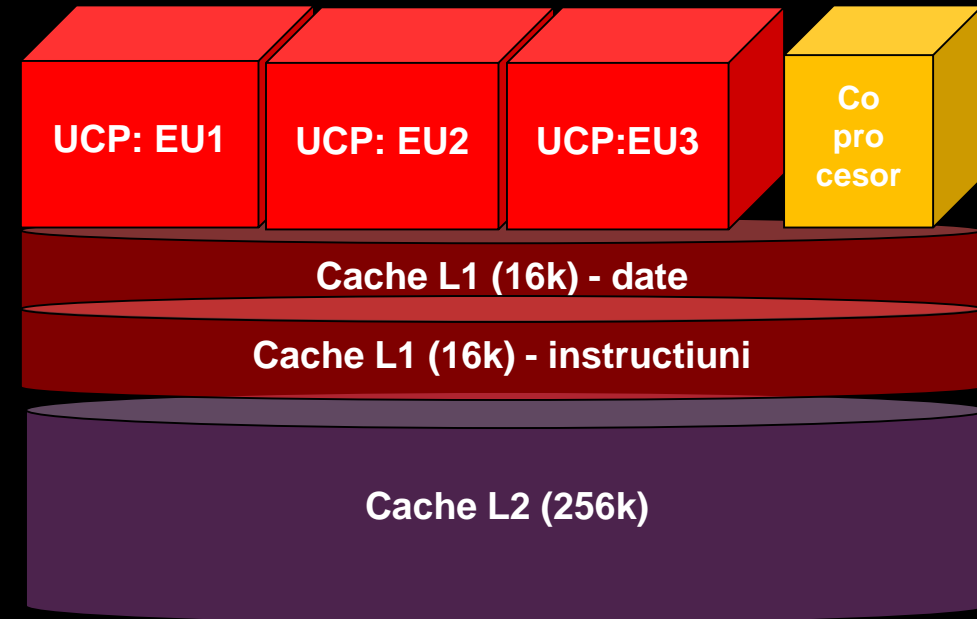 UCP: EU1
UCP: EU2
UCP:EU3
Co
pro
cesor
Cache L1 (16k) - date
Cache L1 (16k) - instructiuni
Cache L2 (256k)